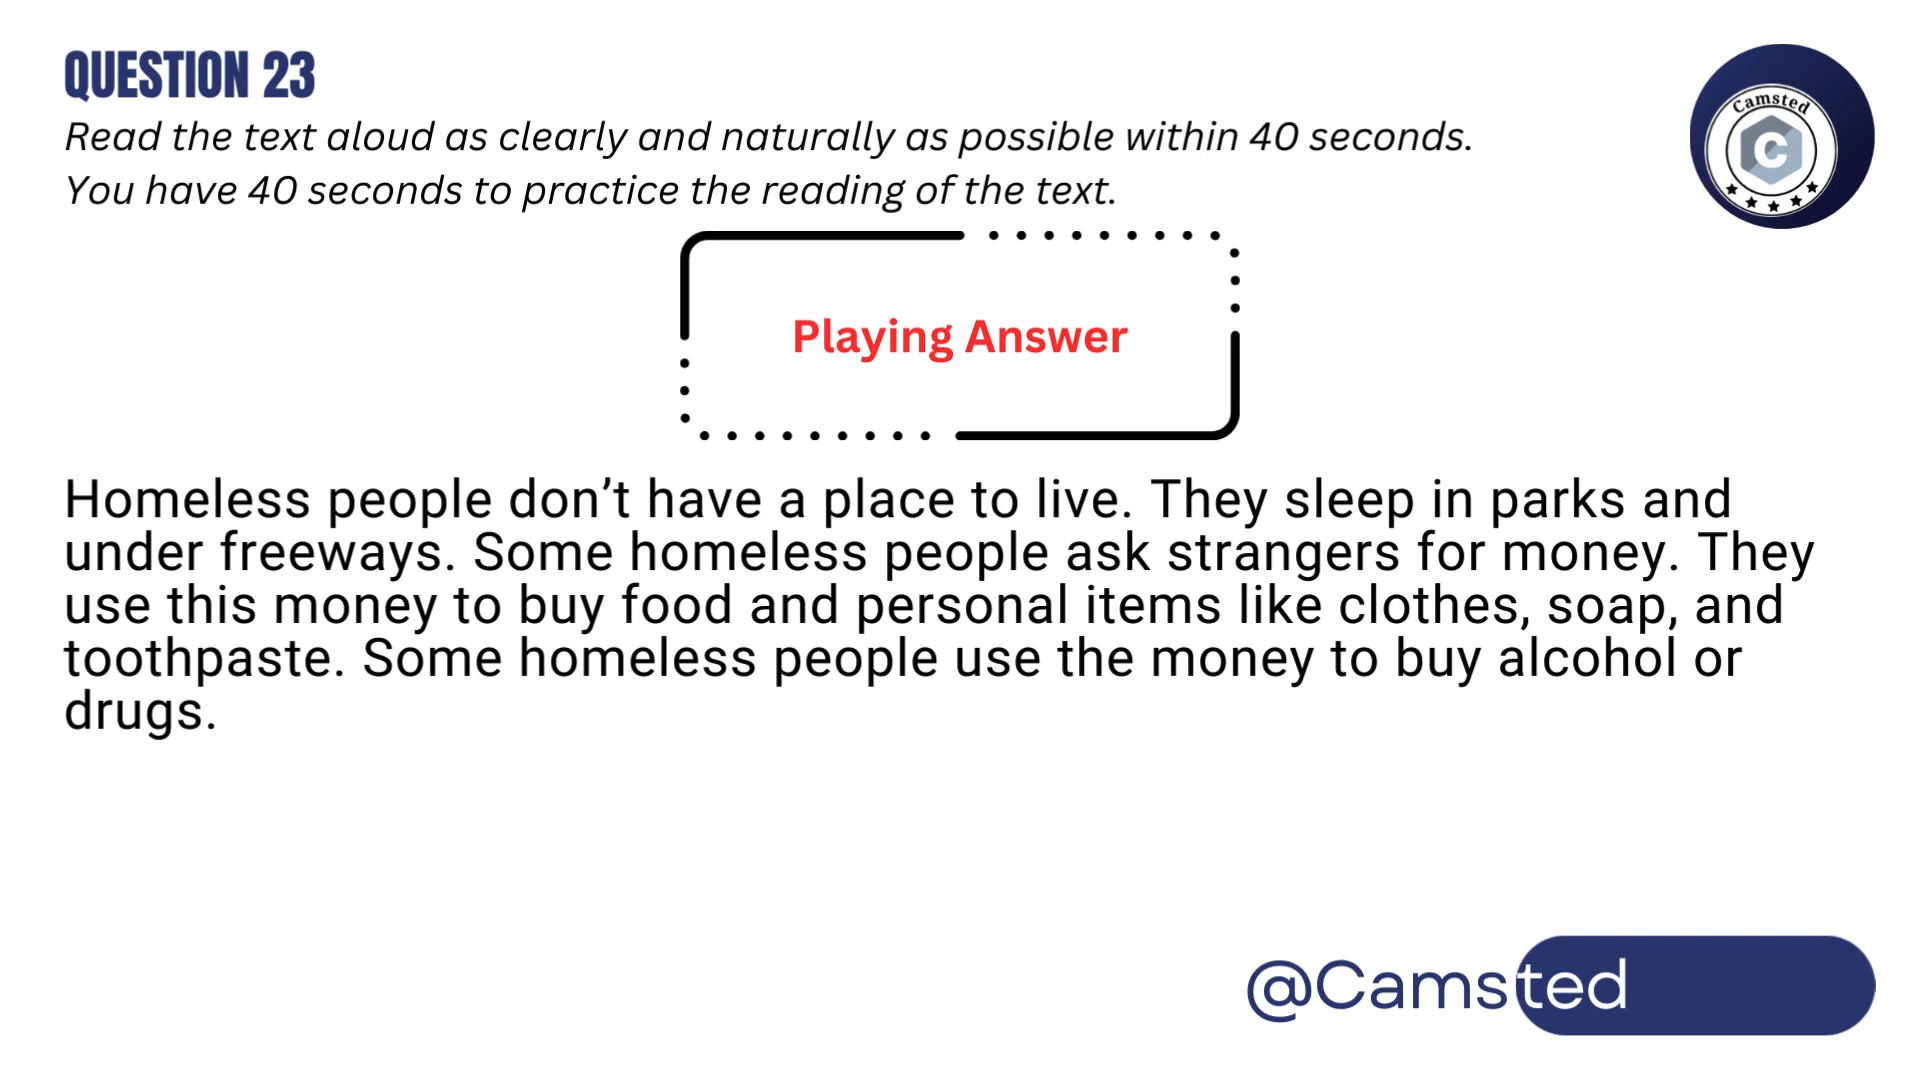 QUESTION 23
Read the text aloud as clearly and naturally as possible within 40 seconds.
You have 40 seconds to practice the reading of the text.
Camsted
C
Playing Answer
Homeless people don’t have a place to live. They sleep in parks and
under freeways. Some homeless people ask strangers for money. They
use this money to buy food and personal items like clothes, soap, and
toothpaste. Some homeless people use the money to buy alcohol or
drugs.
@Camsted